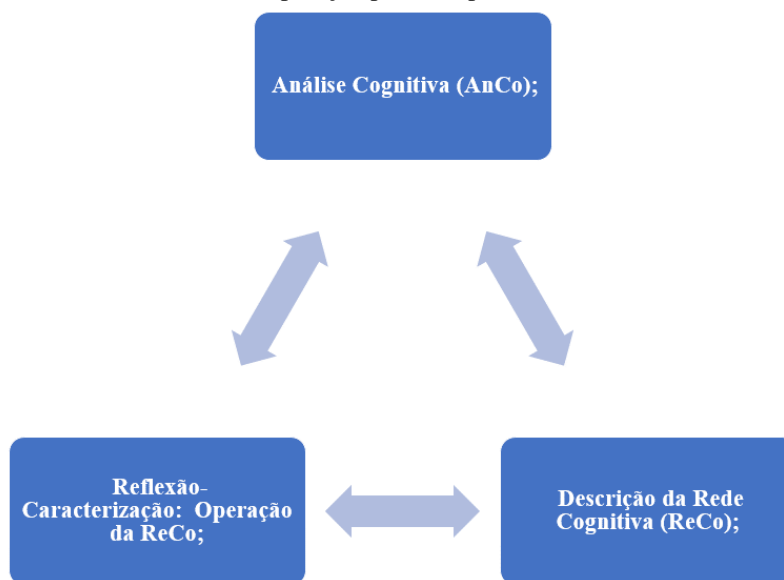 Análise Cognitiva (AnCo);
Reflexão-
Caracterização:  Operação
da ReCo;
Descrição da Rede
Cognitiva (ReCo);